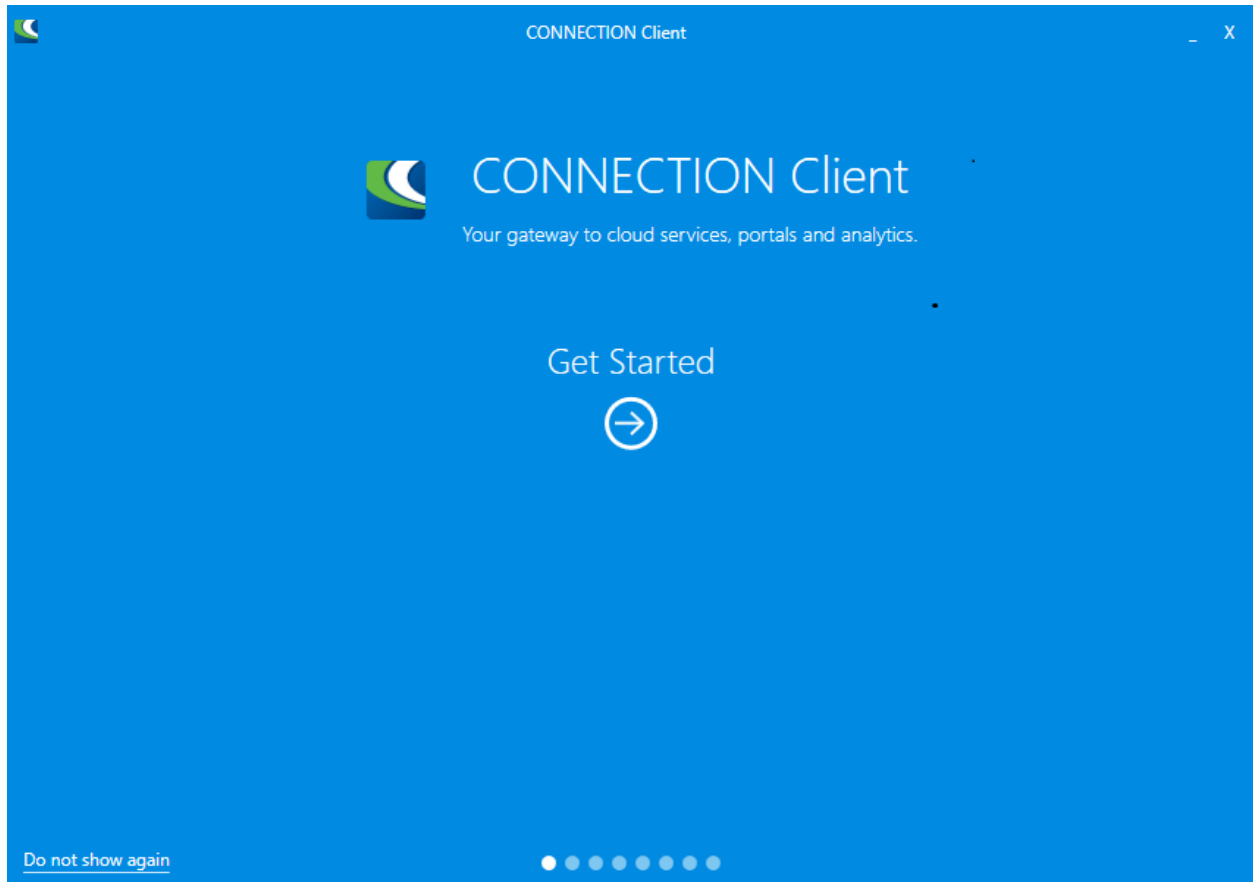 CONNECTION Client
_ X
CONNECTION Client
Your gateway to cloud services, portals and analytics.
Get Started
Do not show again